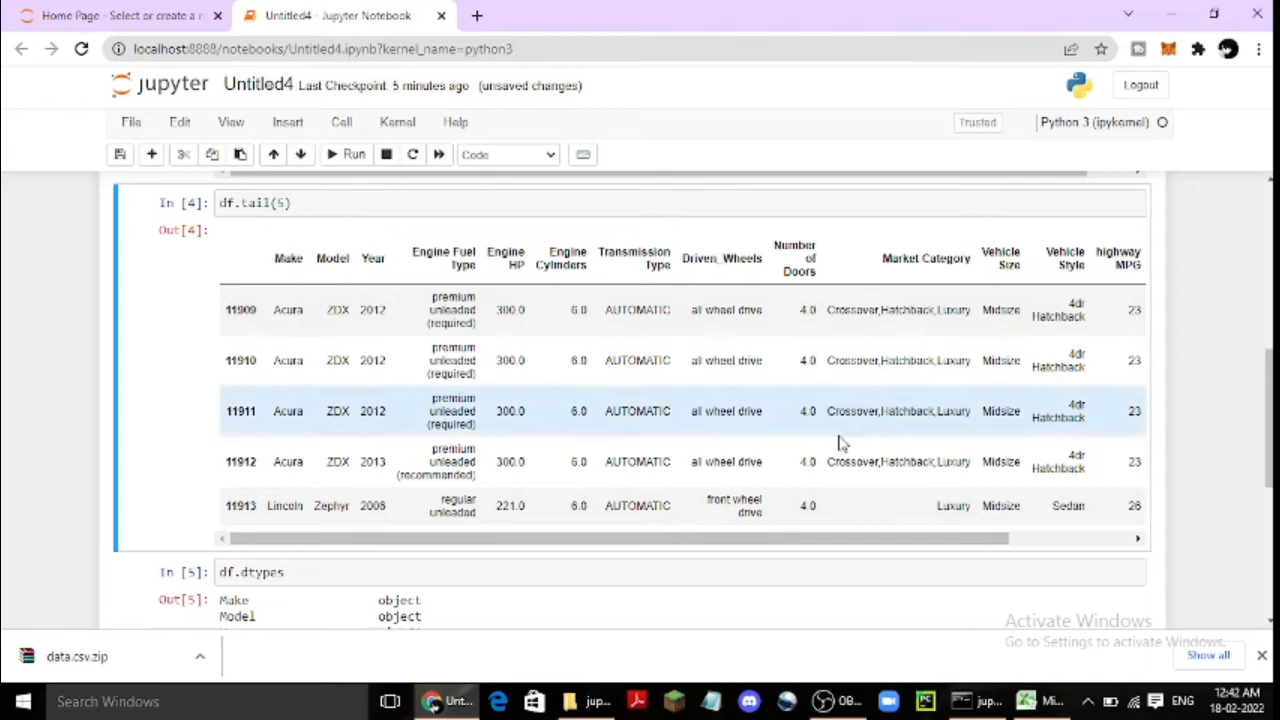 Home Page - Select or create a n
Untitled4 - Jupyter Notebook
localhost:8888/notebooks/Untitled4.ipynb?kernel_name=python3
jupyter Untitled4 Last Checkpoint: 5 minutes ago (unsaved changes)
Logout
File Edit View Insert Cell Kernel Help
Trusted
Python 3 (ipykernel)
Run
Code
In [4]: df.tail(5)
Out[4]:
Make Model Year Engine Fuel Type Engine HP Engine Cylinders Transmission Type Driven_Wheels Number of Doors Market Category Vehicle Size Vehicle Style highway MPG
11909 Acura ZDX 2012 premium unleaded (required) 300.0 6.0 AUTOMATIC all wheel drive 4.0 Crossover,Hatchback,Luxury Midsize 4dr Hatchback 23
11910 Acura ZDX 2012 premium unleaded (required) 300.0 6.0 AUTOMATIC all wheel drive 4.0 Crossover,Hatchback,Luxury Midsize 4dr Hatchback 23
11911 Acura ZDX 2012 premium unleaded (required) 300.0 6.0 AUTOMATIC all wheel drive 4.0 Crossover,Hatchback,Luxury Midsize 4dr Hatchback 23
11912 Acura ZDX 2013 premium unleaded (recommended) 300.0 6.0 AUTOMATIC all wheel drive 4.0 Crossover,Hatchback,Luxury Midsize 4dr Hatchback 23
11913 Lincoln Zephyr 2006 regular unleaded 221.0 6.0 AUTOMATIC front wheel drive 4.0 Luxury Midsize Sedan 26
In [5]: df.dtypes
Out[5]: Make object
Model object
Activate Windows
Go to Settings to activate Windows.
data.csv.zip
Show all
Search Windows
Unt...
jup...
OB...
jup...
Mi...
ENG
12:42 AM
18-02-2022